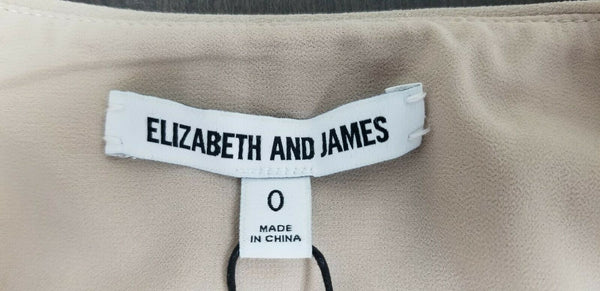 ELIZABETH AND JAMES
0
MADE
IN CHINA